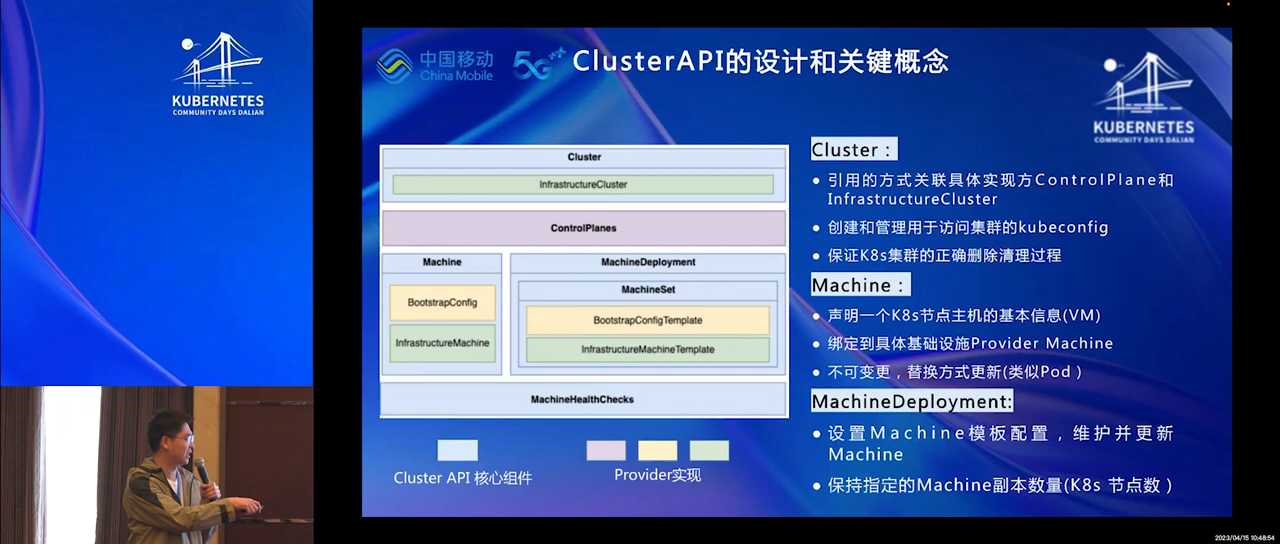 KUBERNETES
COMMUNITY DAYS DALIAN
中国移动
China Mobile
5G++
ClusterAPI的设计和关键概念
KUBERNETES
COMMUNITY DAYS DALIAN
Cluster
InfrastructureCluster
ControlPlanes
Machine
BootstrapConfig
InfrastructureMachine
MachineDeployment
MachineSet
BootstrapConfigTemplate
InfrastructureMachineTemplate
MachineHealthChecks
Cluster API 核心组件
Provider实现
Cluster：
● 引用的方式关联具体实现方ControlPlane和
InfrastructureCluster
● 创建和管理用于访问集群的kubeconfig
● 保证K8s集群的正确删除清理过程
Machine：
● 声明一个K8s节点主机的基本信息(VM)
● 绑定到具体基础设施Provider Machine
● 不可变更，替换方式更新(类似Pod )
MachineDeployment:
● 设置Machine模板配置，维护并更新
Machine
● 保持指定的Machine副本数量(K8s 节点数 )
2023/04/15 10:48:54